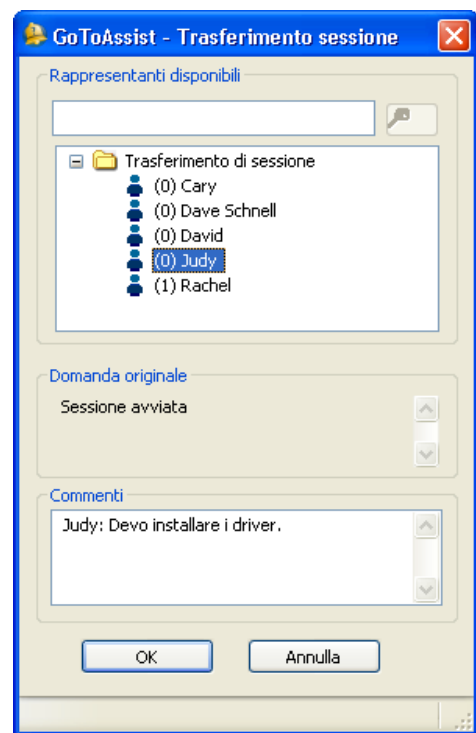 GoToAssist - Trasferimento sessione
Rappresentanti disponibili
Trasferimento di sessione
(0) Cary
(0) Dave Schnell
(0) David
(0) Judy
(1) Rachel
Domanda originale
Sessione avviata
Commenti
Judy: Devo installare i driver.
OK Annulla